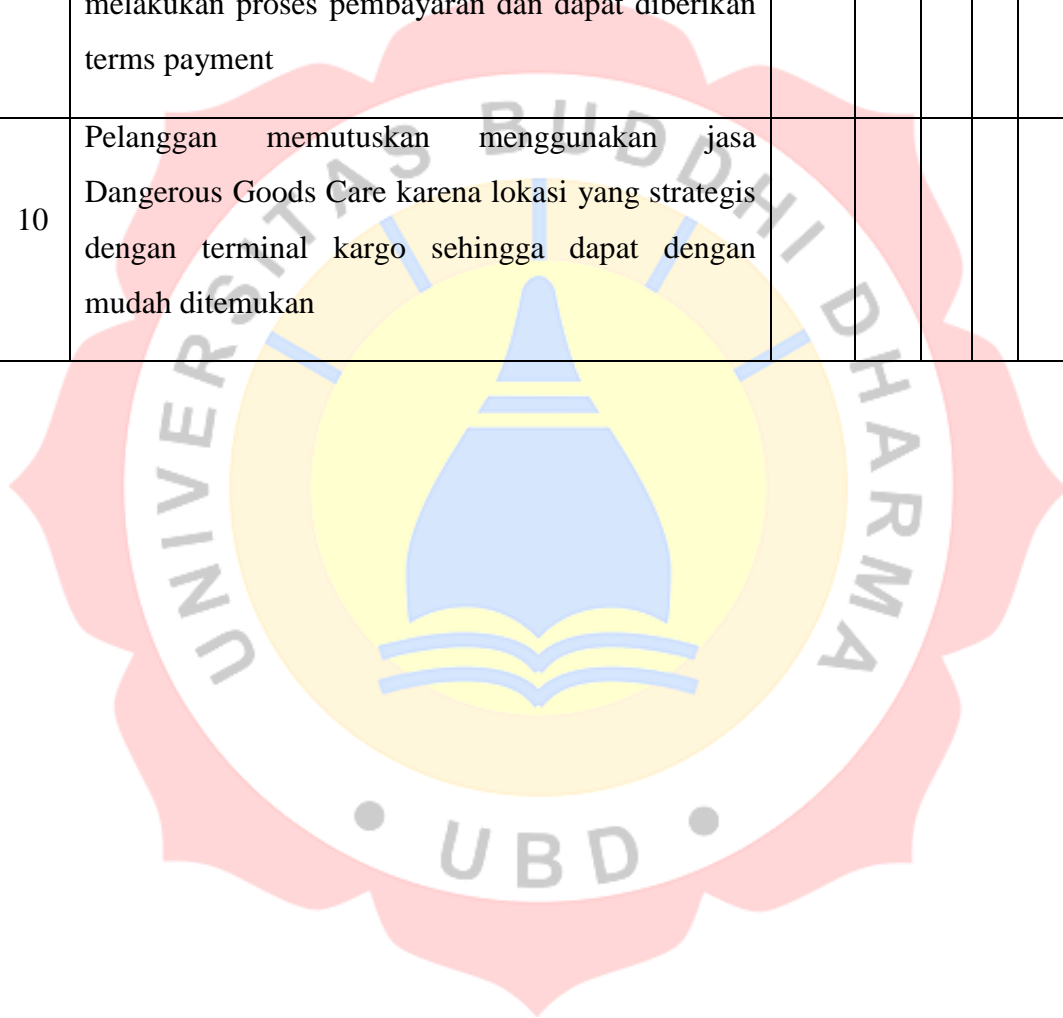 melakukan proses pembayaran dan dapat diberikan
terms payment
10
Pelanggan memutuskan menggunakan jasa
Dangerous Goods Care karena lokasi yang strategis
dengan terminal kargo sehingga dapat dengan
mudah ditemukan
UNIVERSITAS BUDDHI DHARMA
UBD